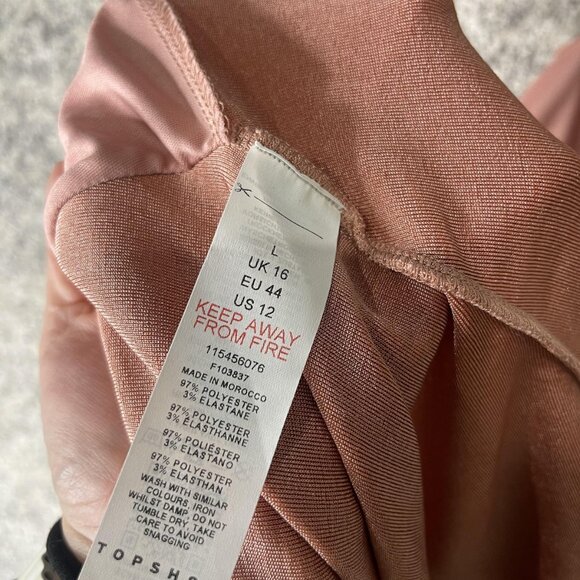 L
UK 16
EU 44
US 12
KEEP AWAY
FROM FIRE
115456076
F103837
MADE IN MOROCCO
97% POLYESTER
3% ELASTANE
97% POLYESTER
3% ELASTHANNE
97% POLIÉSTER
3% ELASTANO
97% POLYESTER
3% ELASTHAN
WASH WITH SIMILAR
COLOURS, IRON
WHILST DAMP. DO NOT
TUMBLE DRY. TAKE
CARE TO AVOID
SNAGGING
TOPSH